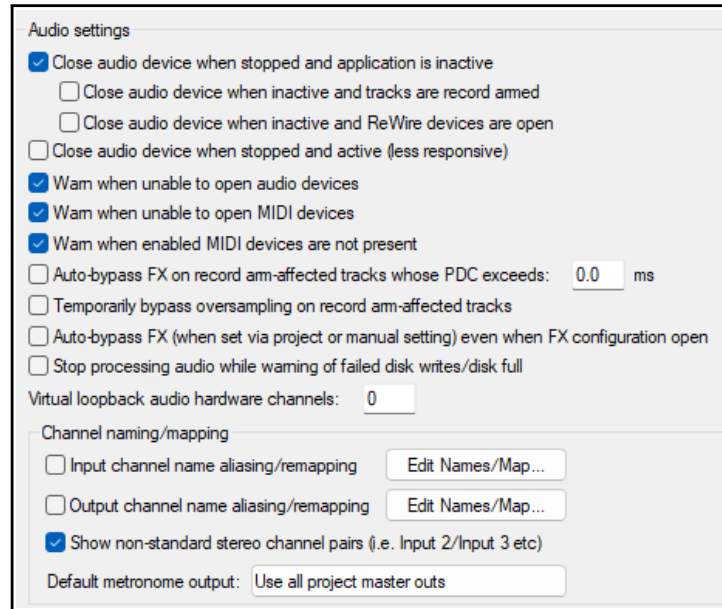 Audio settings
Close audio device when stopped and application is inactive
Close audio device when inactive and tracks are record armed
Close audio device when inactive and ReWire devices are open
Close audio device when stopped and active (less responsive)
Warn when unable to open audio devices
Warn when unable to open MIDI devices
Warn when enabled MIDI devices are not present
Auto-bypass FX on record arm-affected tracks whose PDC exceeds: 0.0 ms
Temporarily bypass oversampling on record arm-affected tracks
Auto-bypass FX (when set via project or manual setting) even when FX configuration open
Stop processing audio while warning of failed disk writes/disk full
Virtual loopback audio hardware channels: 0
Channel naming/mapping
Input channel name aliasing/remapping Edit Names/Map...
Output channel name aliasing/remapping Edit Names/Map...
Show non-standard stereo channel pairs (i.e. Input 2/Input 3 etc)
Default metronome output: Use all project master outs